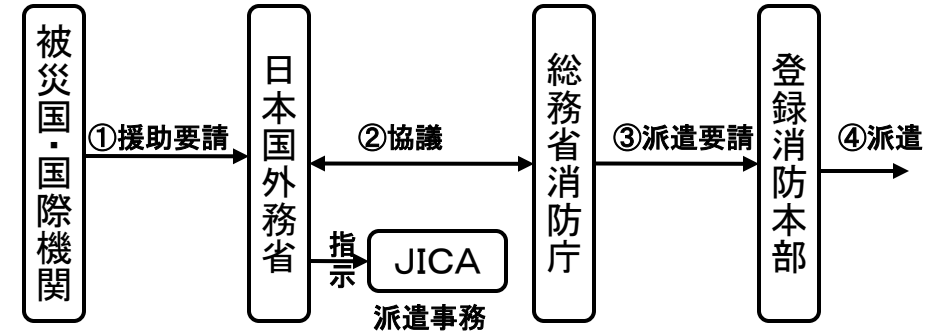 被災国・国際機関
①援助要請
日本国外務省
②協議
指示
JICA
派遣事務
総務省消防庁
③派遣要請
登録消防本部
④派遣